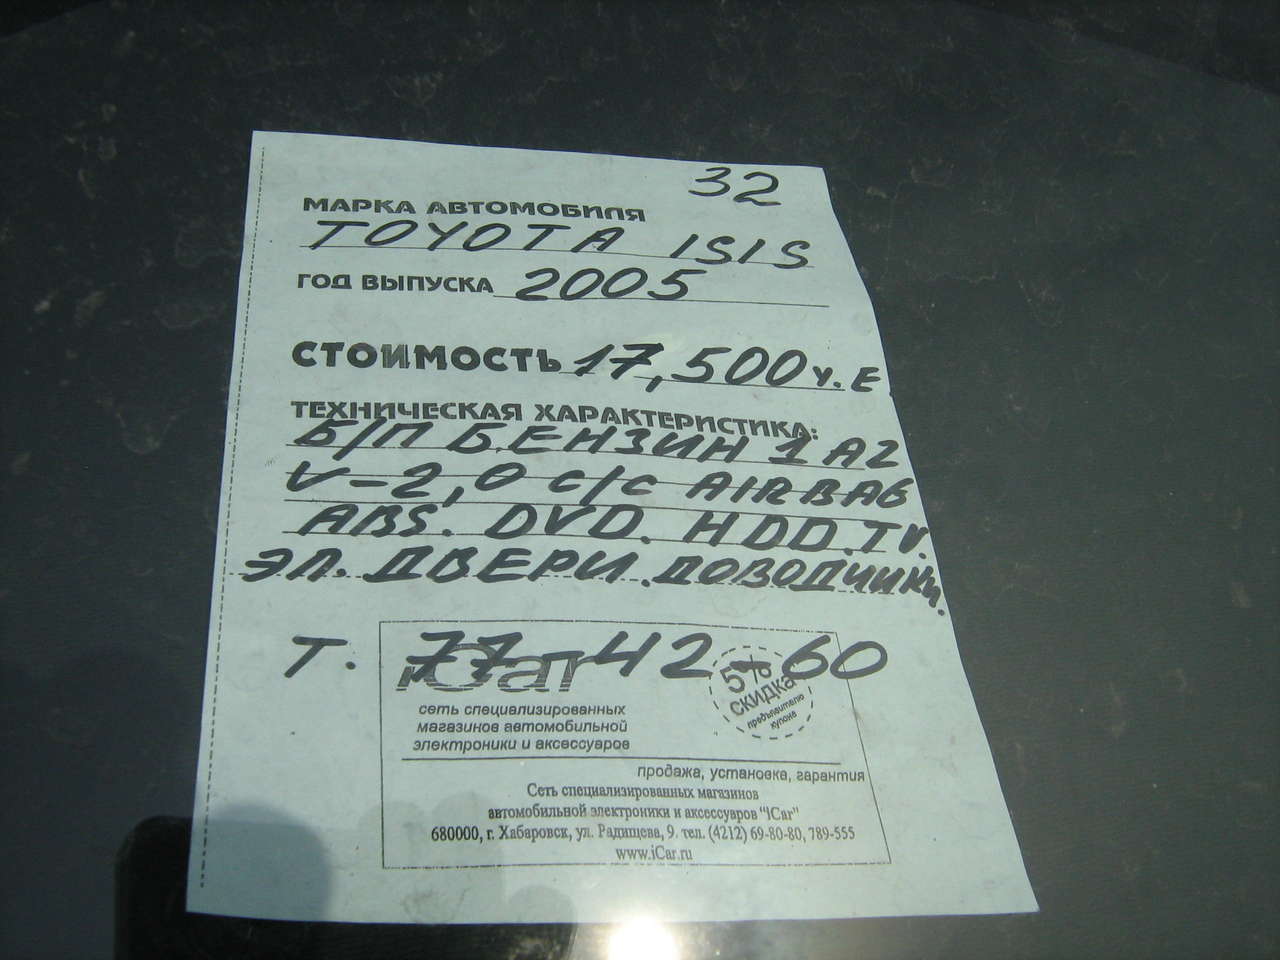 32
МАРКА АВТОМОБИЛЯ
TOYOTA ISIS
ГОД ВЫПУСКА 2005
СТОИМОСТЬ 17,500 у.Е
ТЕХНИЧЕСКАЯ ХАРАКТЕРИСТИКА:
Б/П БЕНЗИН 1AZ
V-2,0 C/C AIRBAG
ABS. DVD. HDD. TV.
ЭЛ. ДВЕРИ. ДОВОДЧИКИ.
Т. 77-42-60
iCar
5% скидка предъявителю купона
сеть специализированных
магазинов автомобильной
электроники и аксессуаров
продажа, установка, гарантия
Сеть специализированных магазинов
автомобильной электроники и аксессуаров "iCar"
680000, г. Хабаровск, ул. Радищева, 9. тел. (4212) 69-80-80, 789-555
www.iCar.ru